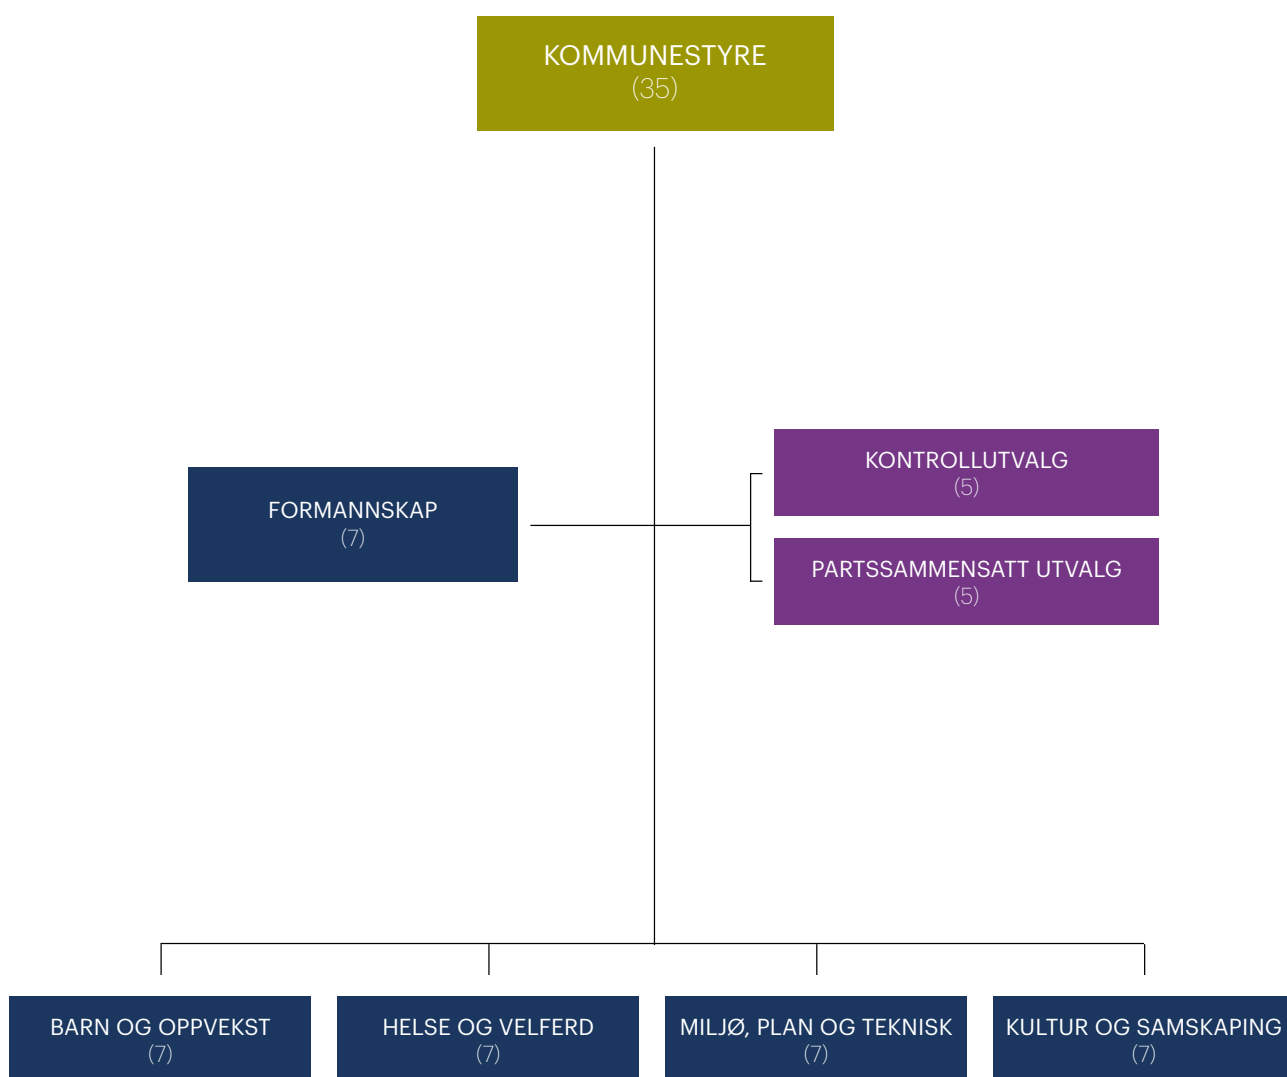 KOMMUNESTYRE
(35)
FORMANNSKAP
(7)
KONTROLLUTVALG
(5)
PARTSSAMMENSATT UTVALG
(5)
BARN OG OPPVEKST
(7)
HELSE OG VELFERD
(7)
MILJØ, PLAN OG TEKNISK
(7)
KULTUR OG SAMSKAPING
(7)